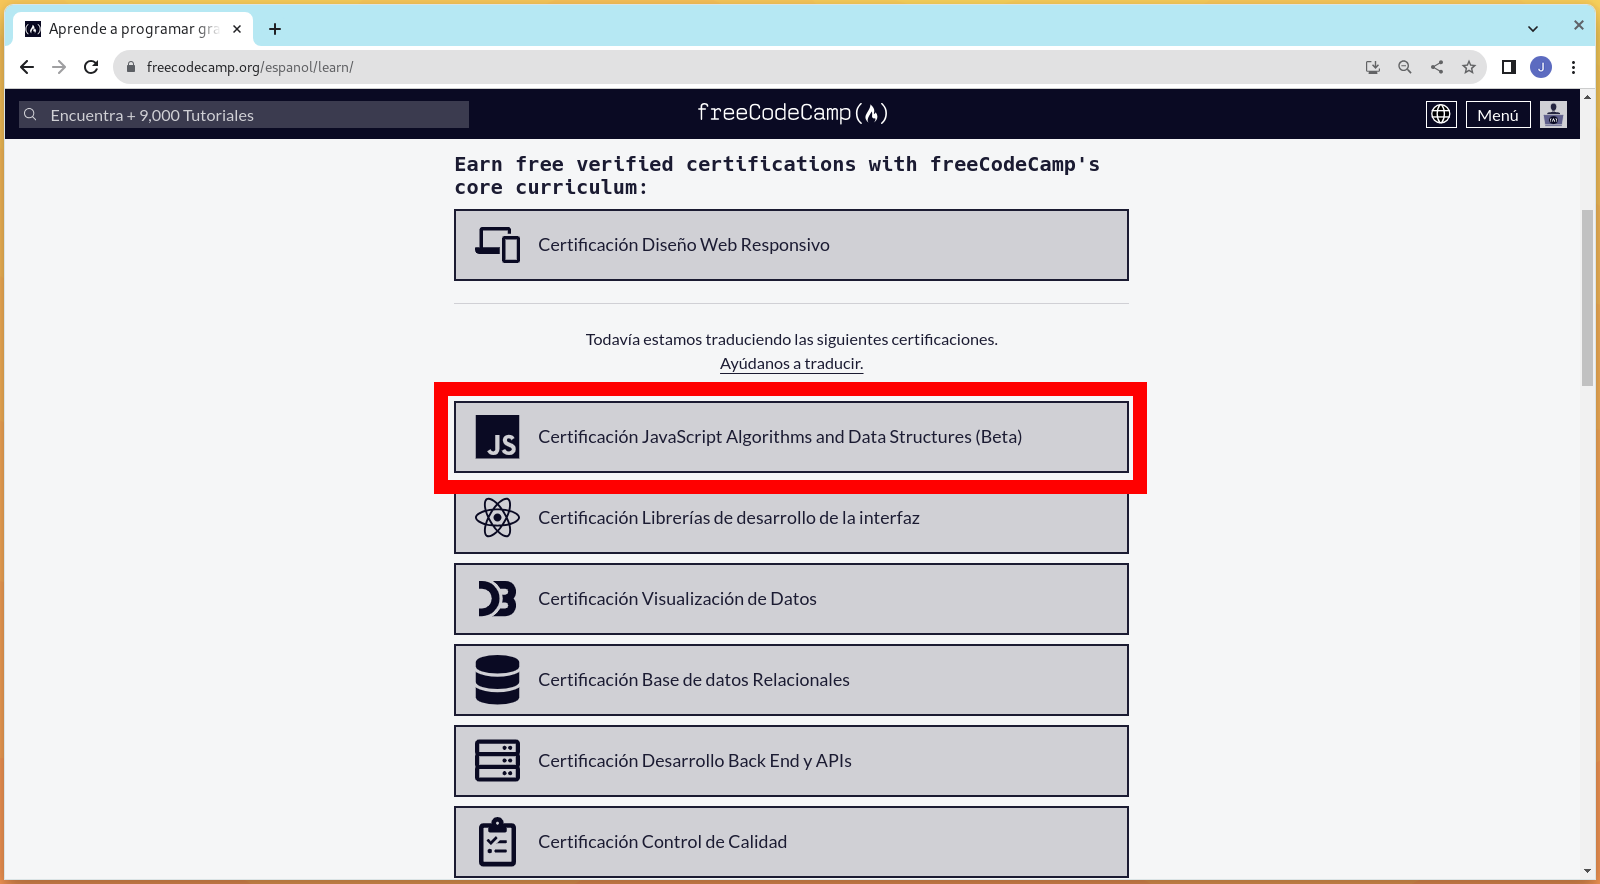 Aprende a programar gra
freecodecamp.org/espanol/learn/
J
Encuentra + 9,000 Tutoriales
freeCodeCamp
Menú
Earn free verified certifications with freeCodeCamp's
core curriculum:
Certificación Diseño Web Responsivo
Todavía estamos traduciendo las siguientes certificaciones.
Ayúdanos a traducir.
JS
Certificación JavaScript Algorithms and Data Structures (Beta)
Certificación Librerías de desarrollo de la interfaz
Certificación Visualización de Datos
Certificación Base de datos Relacionales
Certificación Desarrollo Back End y APIs
Certificación Control de Calidad